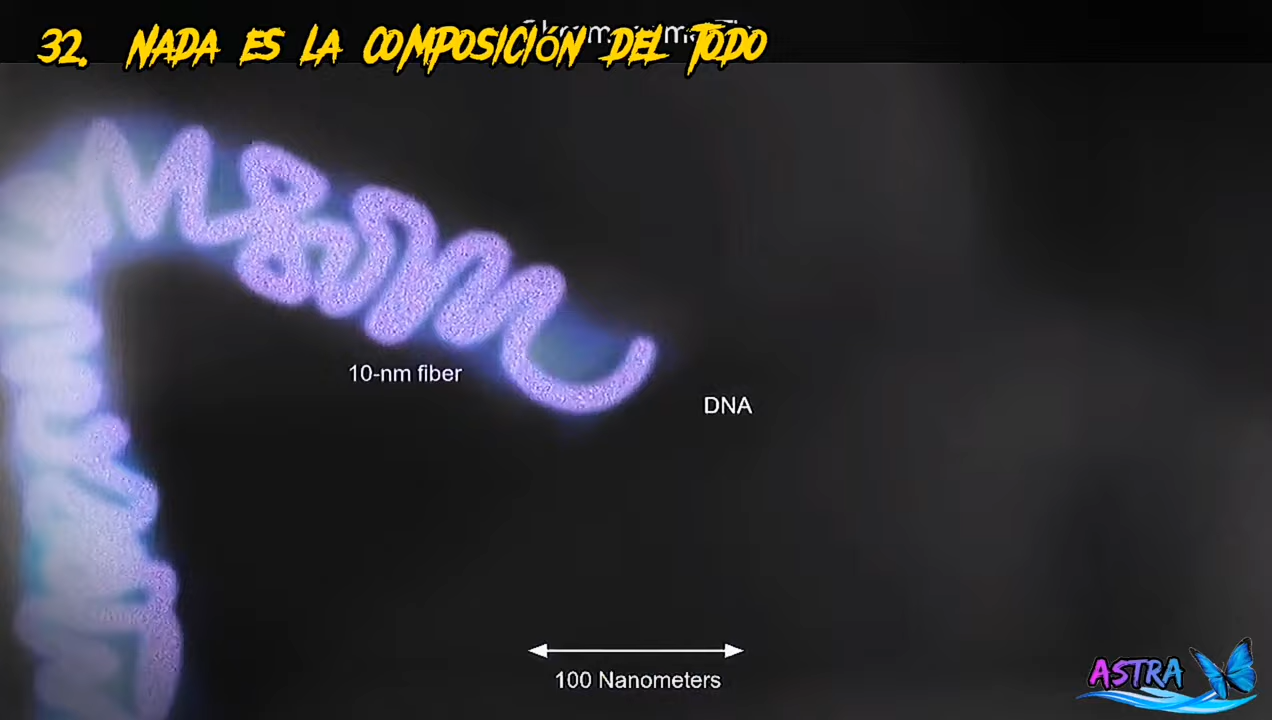 32. NADA ES LA COMPOSICIÓN DEL TODO
10-nm fiber
DNA
100 Nanometers
ASTRA